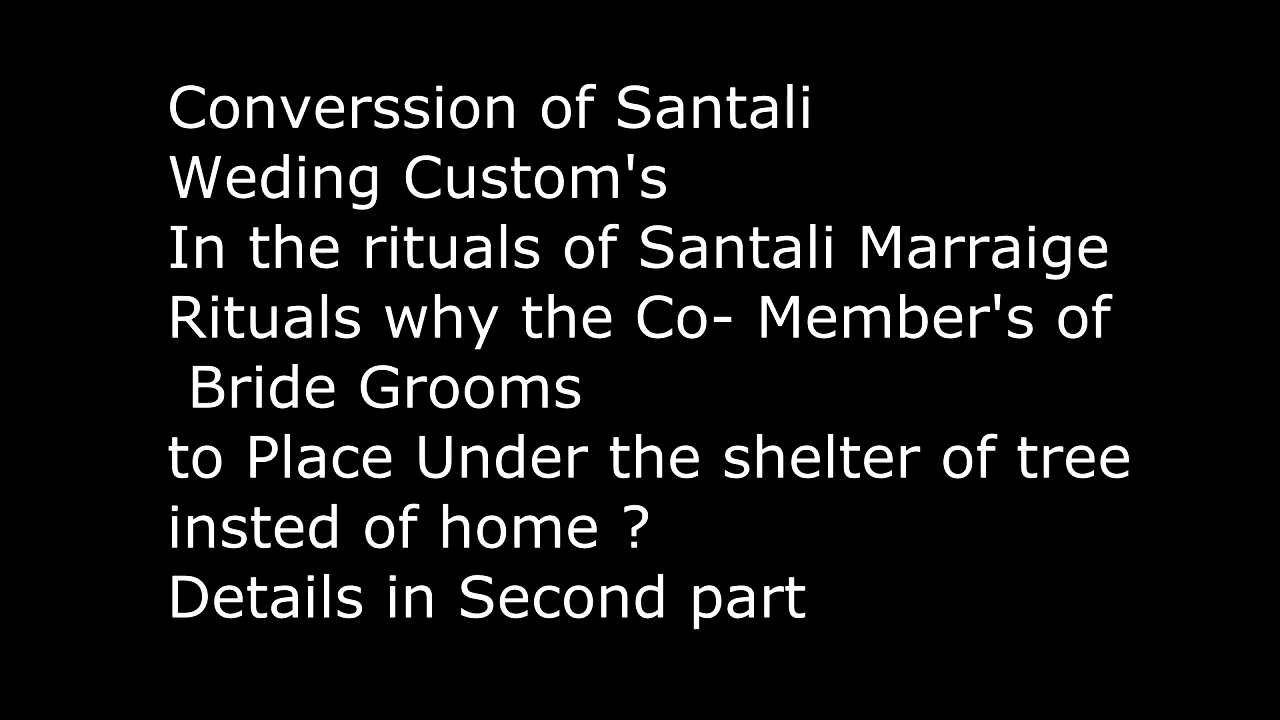 Converssion of Santali
Weding Custom's
In the rituals of Santali Marraige
Rituals why the Co- Member's of
Bride Grooms
to Place Under the shelter of tree
insted of home ?
Details in Second part